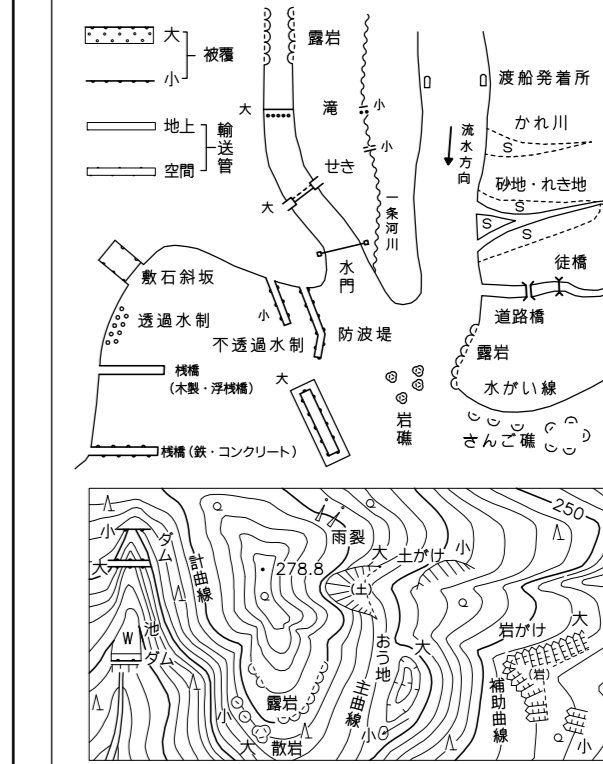 大
小
被覆
地上
空間
輸送管
露岩
大
滝
小
小
せき
大
一条河川
水門
渡船発着所
流水方向
かれ川
S
砂地・れき地
S
S
徒橋
道路橋
露岩
水がい線
さんご礁
岩礁
敷石斜坂
透過水制
小
不透過水制
防波堤
大
桟橋
(木製・浮桟橋)
桟橋(鉄・コンクリート)
小
ダム
大
W
池
ダム
計曲線
278.8
雨裂
大
土がけ
小
(土)
250
おう地
大
小
主曲線
補助曲線
岩がけ
大
(岩)
小
露岩
小
大
散岩